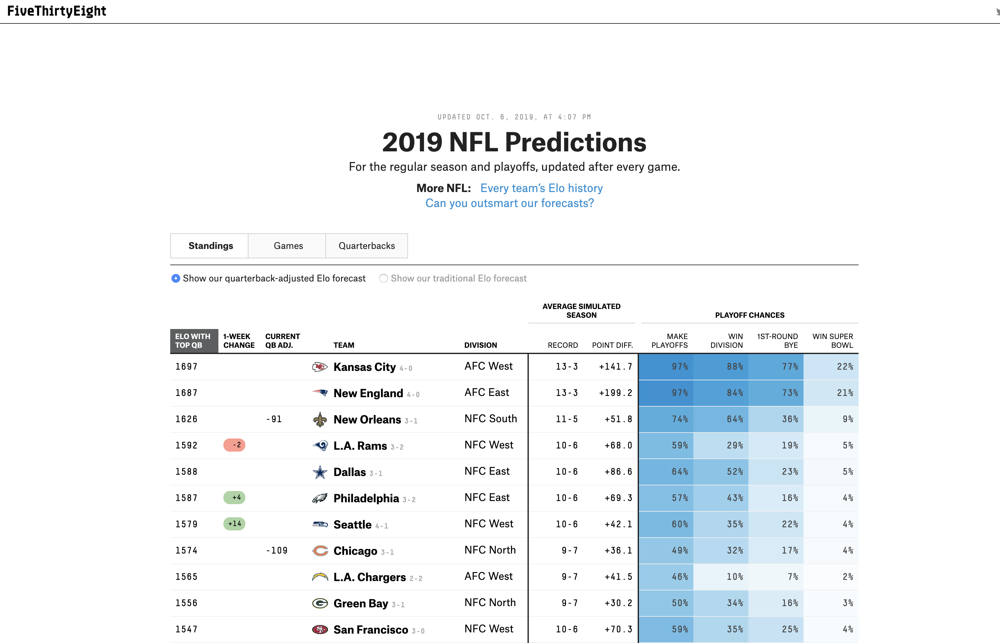 FiveThirtyEight
UPDATED OCT. 6, 2019, AT 4:07 PM
2019 NFL Predictions
For the regular season and playoffs, updated after every game.
More NFL: Every team’s Elo history
Can you outsmart our forecasts?
Standings Games Quarterbacks
Show our quarterback-adjusted Elo forecast Show our traditional Elo forecast
AVERAGE SIMULATED
SEASON PLAYOFF CHANCES
ELO WITH 1-WEEK CURRENT MAKE WIN 1ST-ROUND WIN SUPER
TOP QB CHANGE QB ADJ. TEAM DIVISION RECORD POINT DIFF. PLAYOFFS DIVISION BYE BOWL
1697 Kansas City 4-0 AFC West 13-3 +141.7 97% 88% 77% 22%
1687 New England 4-0 AFC East 13-3 +199.2 97% 84% 73% 21%
1626 -91 New Orleans 3-1 NFC South 11-5 +51.8 74% 64% 36% 9%
1592 -2 L.A. Rams 3-2 NFC West 10-6 +68.0 59% 29% 19% 5%
1588 Dallas 3-1 NFC East 10-6 +86.6 64% 52% 23% 5%
1587 +4 Philadelphia 3-2 NFC East 10-6 +69.3 57% 43% 16% 4%
1579 +14 Seattle 4-1 NFC West 10-6 +42.1 60% 35% 22% 4%
1574 -109 Chicago 3-1 NFC North 9-7 +36.1 49% 32% 17% 4%
1565 L.A. Chargers 2-2 AFC West 9-7 +41.5 46% 10% 7% 2%
1556 Green Bay 3-1 NFC North 9-7 +30.2 50% 34% 16% 3%
1547 San Francisco 3-0 NFC West 10-6 +70.3 59% 35% 25% 4%